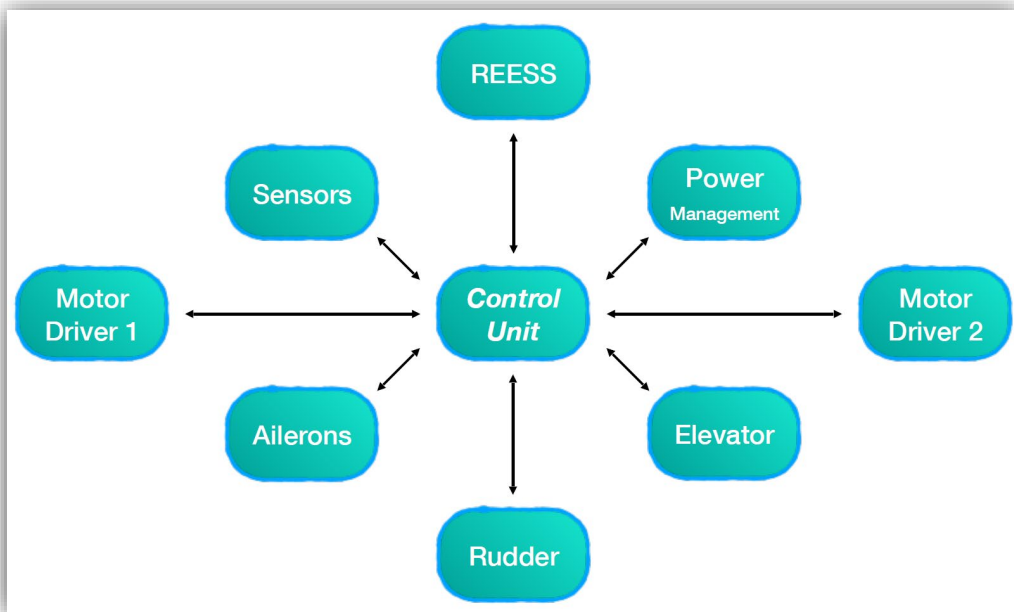 REESS
Sensors
Power
Management
Motor
Driver 1
Control
Unit
Motor
Driver 2
Ailerons
Elevator
Rudder